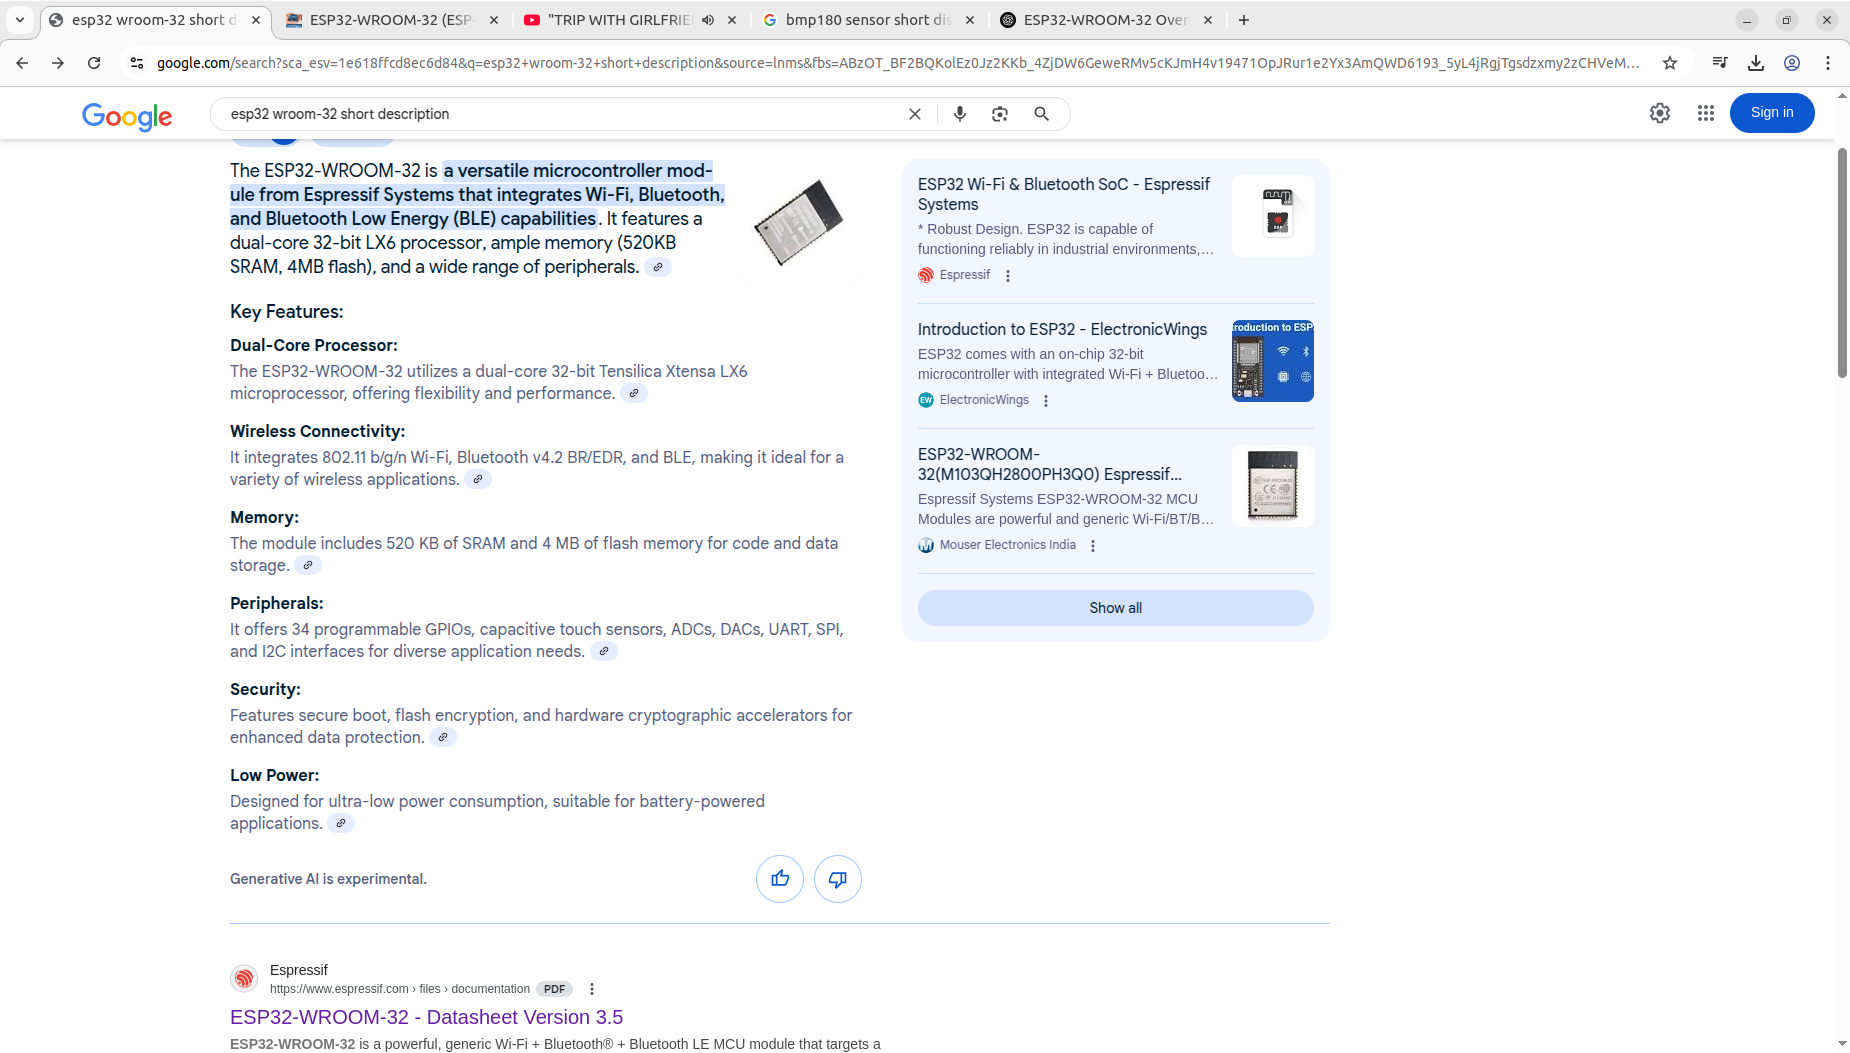 esp32 wroom-32 short d
ESP32-WROOM-32 (ESP-
"TRIP WITH GIRLFRIE
bmp180 sensor short dis
ESP32-WROOM-32 Over
google.com/search?sca_esv=1e618ffcd8ec6d84&q=esp32+wroom-32+short+description&source=lnms&fbs=ABzOT_BF2BQKolEz0Jz2KKb_4ZjDW6GeweRMv5cKJmH4v19471OpJRur1e2Yx3AmQWD6193_5yL4jRgjTgsdzxmy2zCHVeM...
Google
esp32 wroom-32 short description
Sign in
The ESP32-WROOM-32 is a versatile microcontroller mod-
ule from Espressif Systems that integrates Wi-Fi, Bluetooth,
and Bluetooth Low Energy (BLE) capabilities. It features a
dual-core 32-bit LX6 processor, ample memory (520KB
SRAM, 4MB flash), and a wide range of peripherals.
Key Features:
Dual-Core Processor:
The ESP32-WROOM-32 utilizes a dual-core 32-bit Tensilica Xtensa LX6
microprocessor, offering flexibility and performance.
Wireless Connectivity:
It integrates 802.11 b/g/n Wi-Fi, Bluetooth v4.2 BR/EDR, and BLE, making it ideal for a
variety of wireless applications.
Memory:
The module includes 520 KB of SRAM and 4 MB of flash memory for code and data
storage.
Peripherals:
It offers 34 programmable GPIOs, capacitive touch sensors, ADCs, DACs, UART, SPI,
and I2C interfaces for diverse application needs.
Security:
Features secure boot, flash encryption, and hardware cryptographic accelerators for
enhanced data protection.
Low Power:
Designed for ultra-low power consumption, suitable for battery-powered
applications.
Generative AI is experimental.
ESP32 Wi-Fi & Bluetooth SoC - Espressif
Systems
* Robust Design. ESP32 is capable of
functioning reliably in industrial environments,...
Espressif
Introduction to ESP32 - ElectronicWings
ESP32 comes with an on-chip 32-bit
microcontroller with integrated Wi-Fi + Bluetoo...
EW ElectronicWings
troduction to ESP
ESP32-WROOM-
32(M103QH2800PH3Q0) Espressif...
Espressif Systems ESP32-WROOM-32 MCU
Modules are powerful and generic Wi-Fi/BT/B...
M Mouser Electronics India
Show all
Espressif
https://www.espressif.com › files › documentation PDF
ESP32-WROOM-32 - Datasheet Version 3.5
ESP32-WROOM-32 is a powerful, generic Wi-Fi + Bluetooth® + Bluetooth LE MCU module that targets a